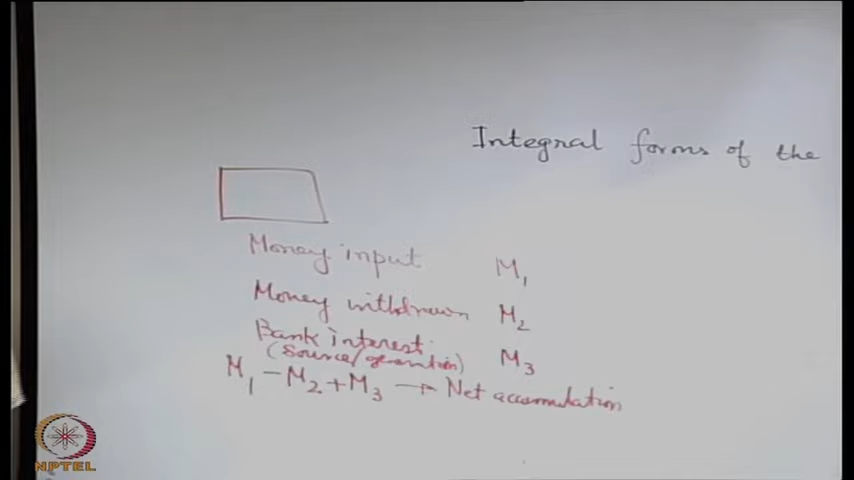 Integral forms of the
Money input M1
Money withdrawn M2
Bank interest
(Source/generation) M3
M1 - M2 + M3 → Net accumulation
NPTEL